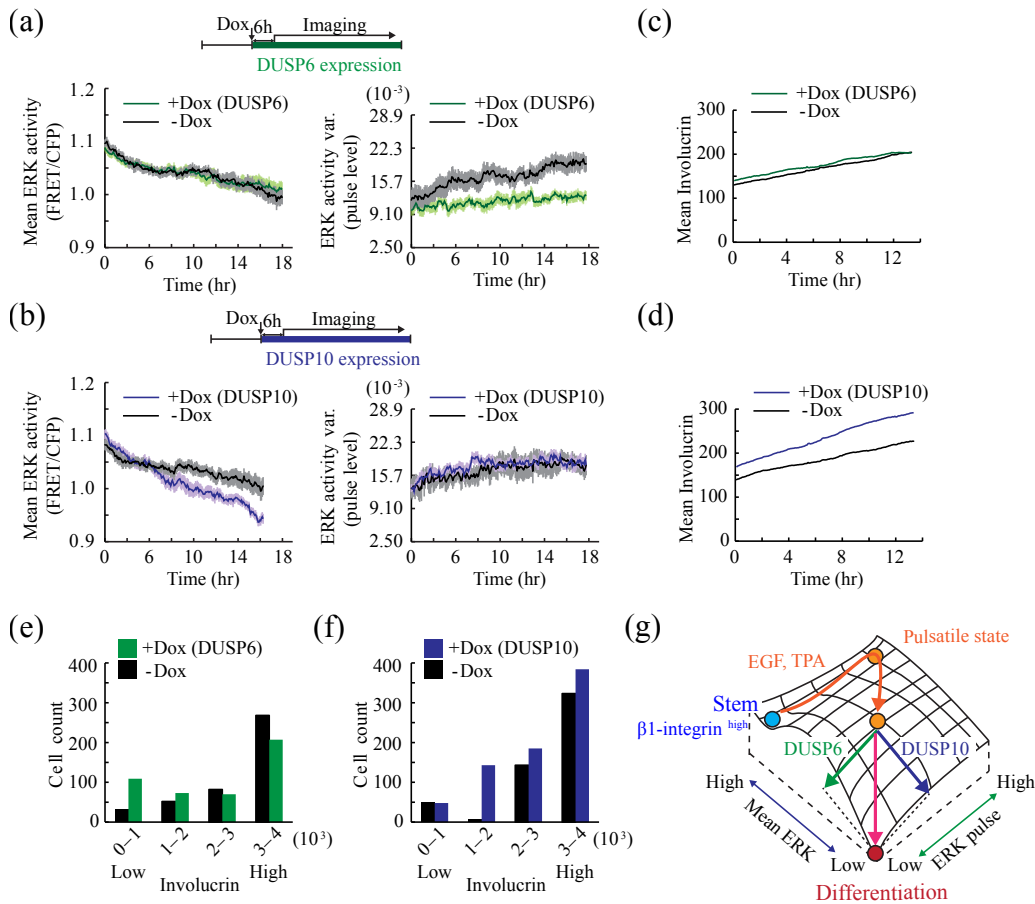 (a)
Dox 6h Imaging
DUSP6 expression
Mean ERK activity
(FRET/CFP)
1.2
1.1
1.0
0.9
+Dox (DUSP6)
-Dox
0 6 10 14 18
Time (hr)
ERK activity var.
(pulse level)
(10⁻³)
28.9
22.3
15.7
9.10
2.50
+Dox (DUSP6)
-Dox
0 6 10 14 18
Time (hr)
(c)
Mean Involucrin
300
200
100
0
+Dox (DUSP6)
-Dox
0 4 8 12
Time (hr)
(b)
Dox 6h Imaging
DUSP10 expression
Mean ERK activity
(FRET/CFP)
1.2
1.1
1.0
0.9
+Dox (DUSP10)
-Dox
0 6 10 14 18
Time (hr)
ERK activity var.
(pulse level)
(10⁻³)
28.9
22.3
15.7
9.10
2.50
+Dox (DUSP10)
-Dox
0 6 10 14 18
Time (hr)
(d)
Mean Involucrin
300
200
100
0
+Dox (DUSP10)
-Dox
0 4 8 12
Time (hr)
(e)
+Dox (DUSP6)
-Dox
Cell count
400
300
200
100
0
0–1 1–2 2–3 3–4 (10³)
Low Involucrin High
(f)
+Dox (DUSP10)
-Dox
Cell count
400
300
200
100
0
0–1 1–2 2–3 3–4 (10³)
Low Involucrin High
(g)
Pulsatile state
EGF, TPA
Stem
β1-integrin high
DUSP6 DUSP10
High High
Mean ERK ERK pulse
Low Low
Differentiation